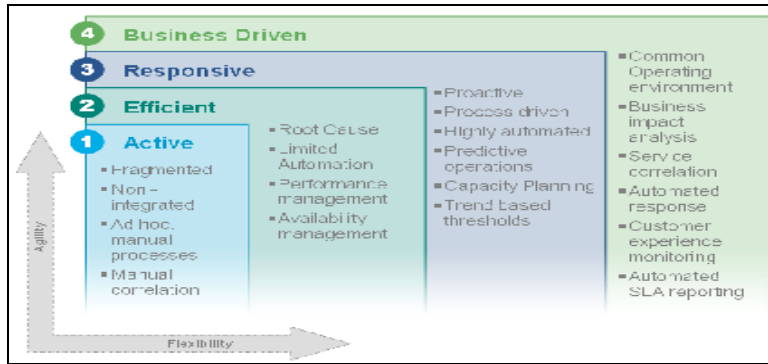 4 Business Driven
3 Responsive
2 Efficient
1 Active
Fragmented
Non -
integrated
Ad hoc,
manual
processes
Manual
correlation
Root Cause
Limited
Automation
Performance
management
Availability
management
Proactive
Process driven
Highly automated
Predictive
operations
Capacity Planning
Trend based
thresholds
Common
Operating
environment
Business
impact
analysis
Service
correlation
Automated
response
Customer
experience
monitoring
Automated
SLA reporting
Agility
Flexibility